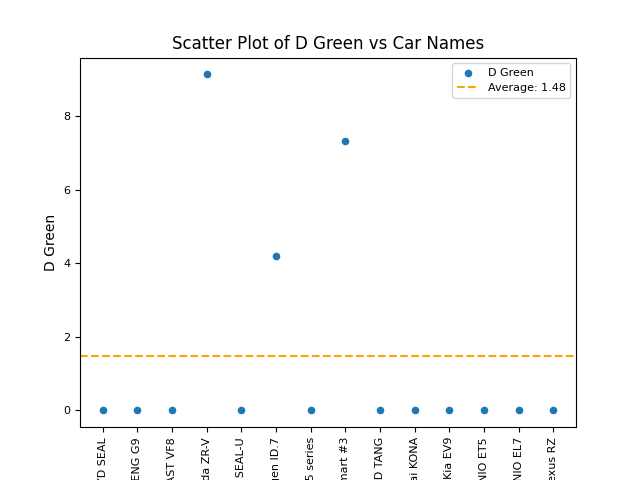 Scatter Plot of D Green vs Car Names
D Green
Average: 1.48
D Green
8
6
4
2
0
YD SEAL
ENG G9
AST VF8
da ZR-V
SEAL-U
gen ID.7
5 series
mart #3
D TANG
ai KONA
Kia EV9
NIO ET5
NIO EL7
exus RZ